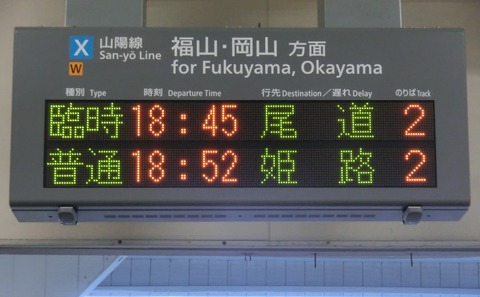 X 山陽線 福山・岡山 方面
W San-yō Line for Fukuyama, Okayama
種別 Type 時刻 Departure Time 行先 Destination／遅れ Delay のりば Track
臨時 18:45 尾道 2
普通 18:52 姫路 2